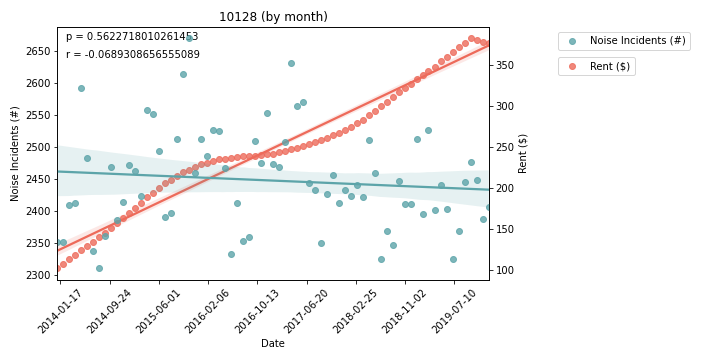 10128 (by month)
p = 0.5622718010261453
r = -0.0689308656555089
Noise Incidents (#)
Rent ($)
2650
2600
2550
2500
2450
2400
2350
2300
Noise Incidents (#)
350
300
250
200
150
100
Rent ($)
2014-01-17
2014-09-24
2015-06-01
2016-02-06
2016-10-13
2017-06-20
2018-02-25
2018-11-02
2019-07-10
Date